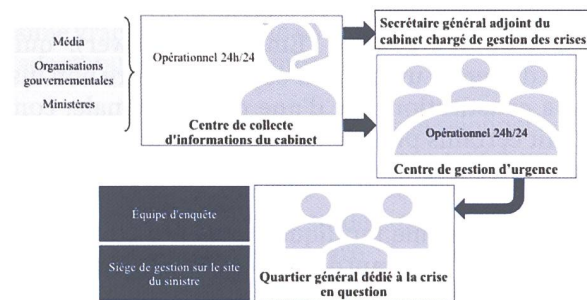 Média
Organisations
gouvernementales
Ministères
Opérationnel 24h/24
Centre de collecte
d'informations du cabinet
Secrétaire général adjoint du
cabinet chargé de gestion des crises
Opérationnel 24h/24
Centre de gestion d'urgence
Équipe d'enquête
Siège de gestion sur le site
du sinistre
Quartier général dédié à la crise
en question